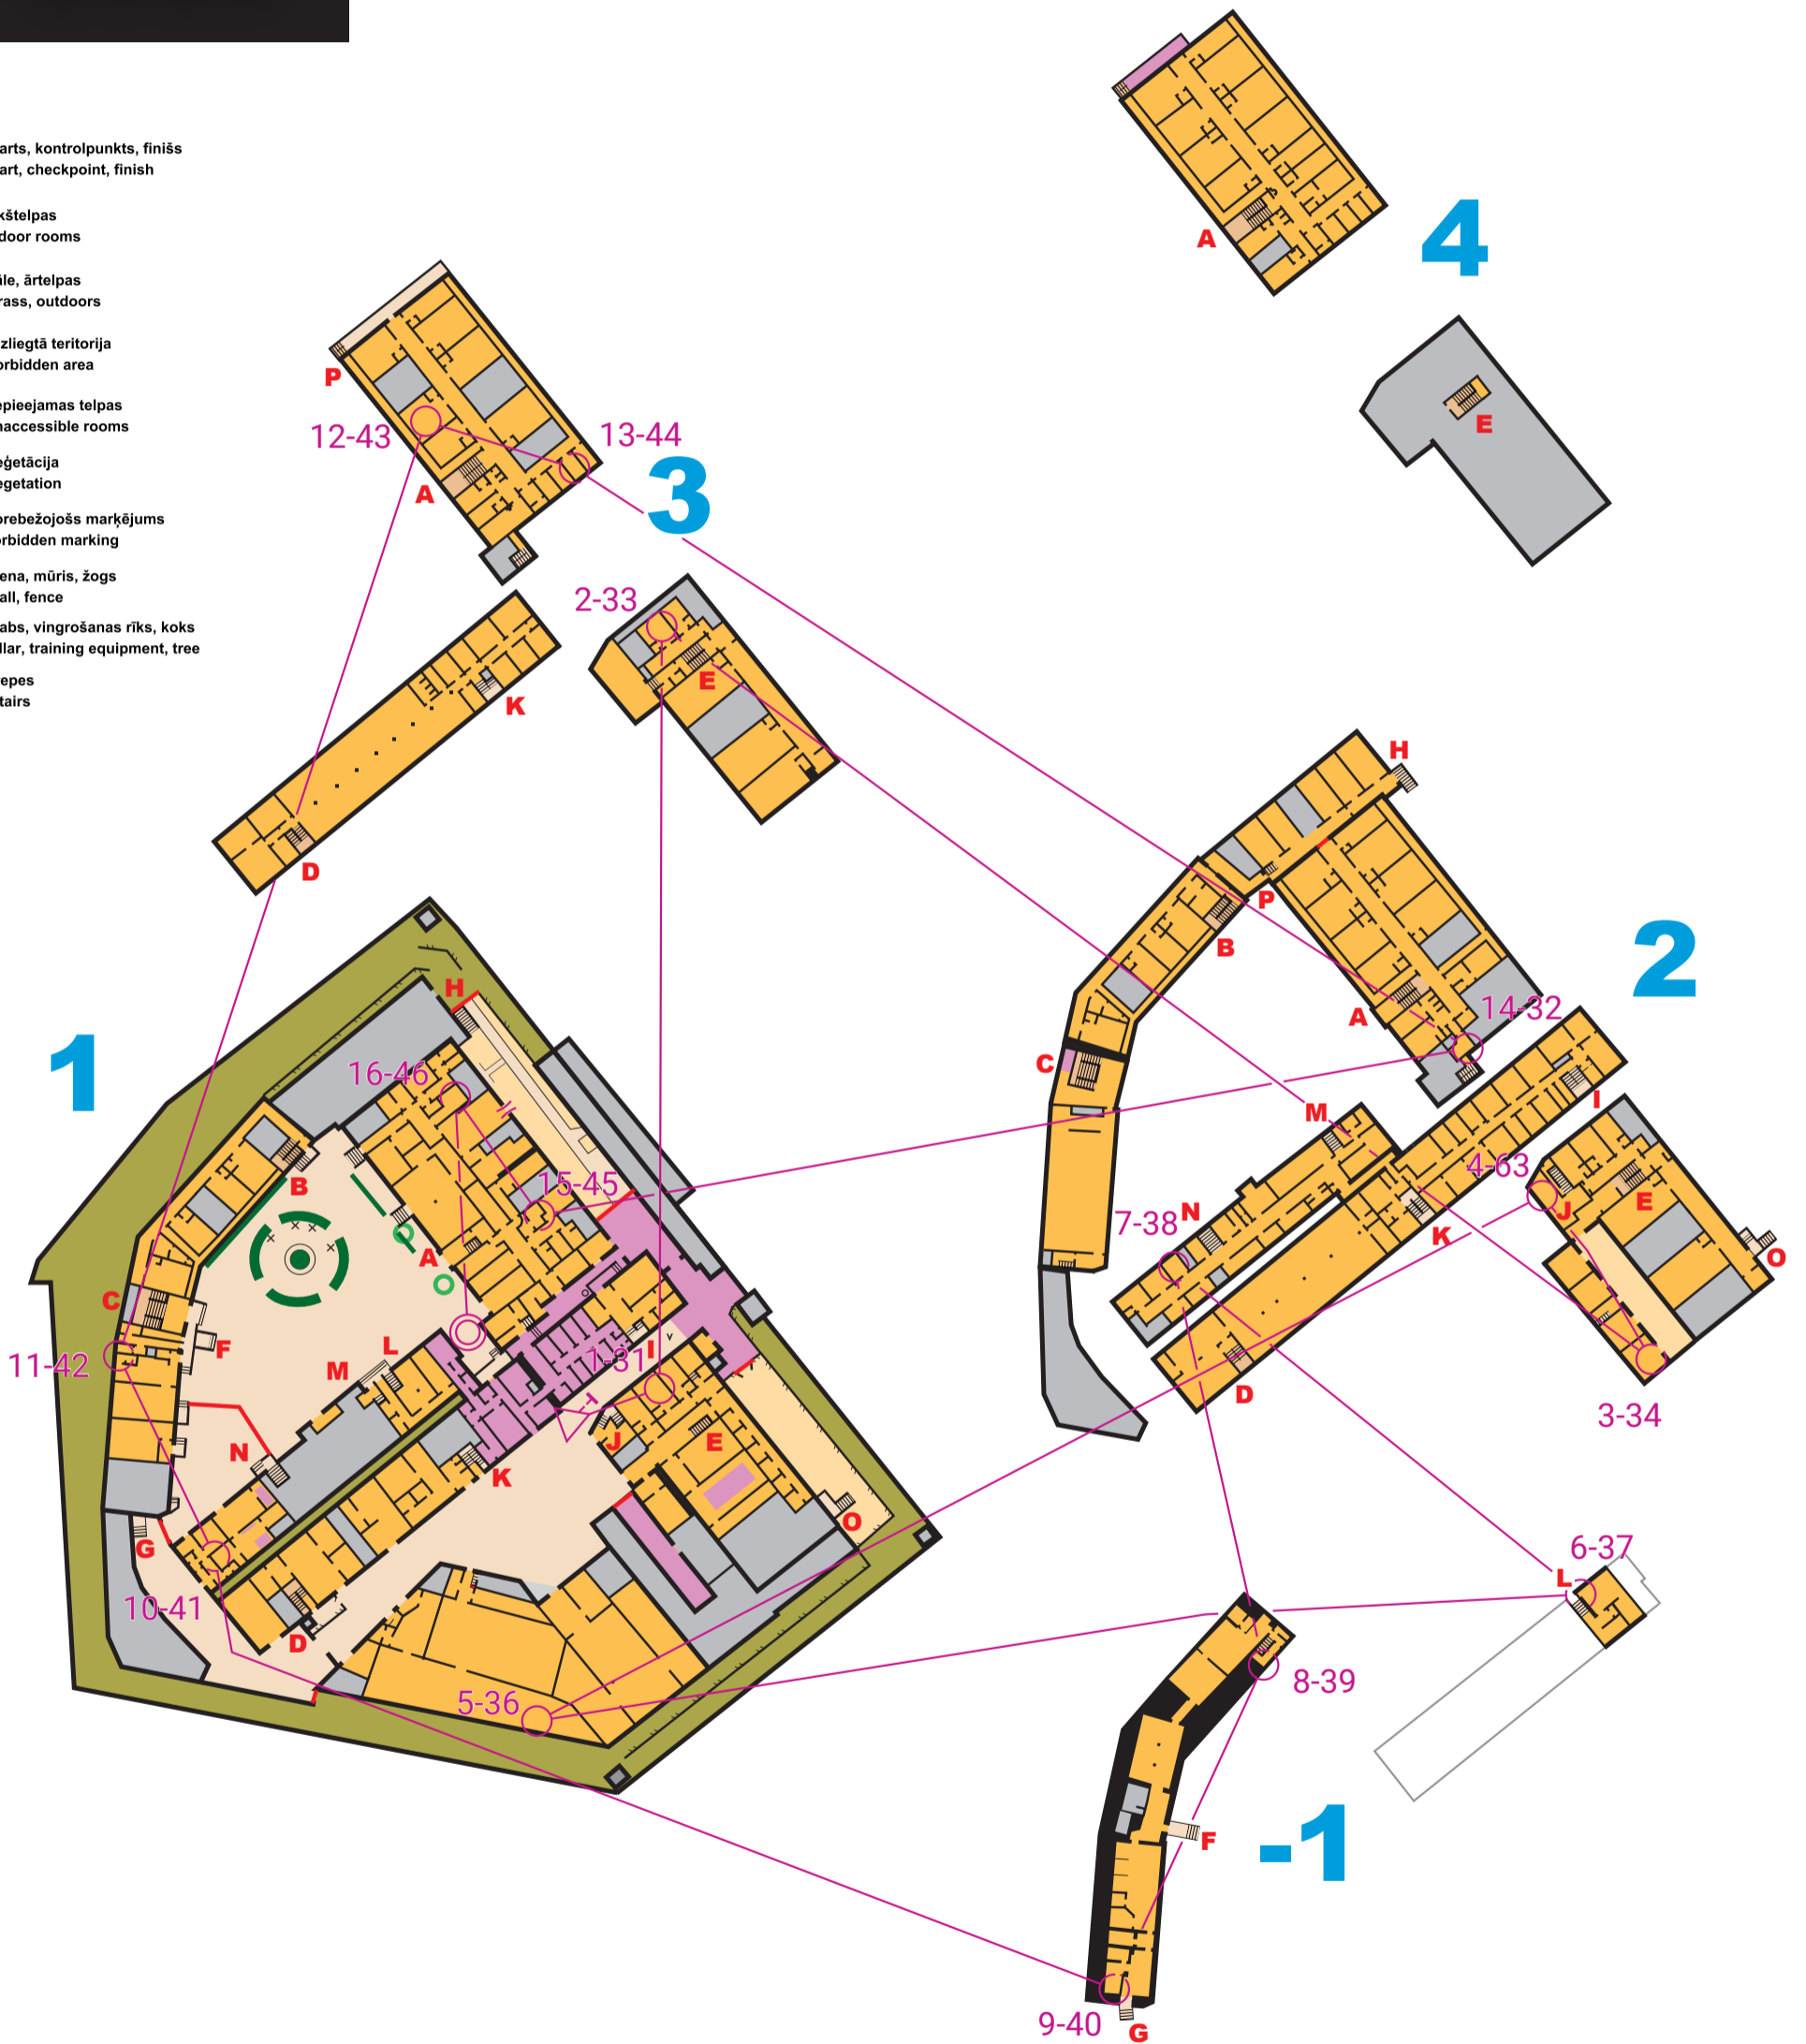 arts, kontrolpunkts, finišs
art, checkpoint, finish
kštelpas
door rooms
ile, ārtelpas
rass, outdoors
zliegtā teritorija
orbidden area
epieejamas telpas
naccessible rooms
eģetācija
egetation
orebežojošs marķējums
orbidden marking
ena, mūris, žogs
all, fence
abs, vingrošanas rīks, koks
llar, training equipment, tree
epes
tairs
A
4
E
P
12-43
13-44
A
3
2-33
E
K
D
H
P
B
2
A
14-32
C
M
I
4-63
7-38
N
J
E
K
O
D
3-34
1
H
16-46
B
15-45
A
C
F
L
11-42
M
1-31
I
N
J
E
K
G
O
10-41
D
5-36
6-37
L
8-39
-1
F
9-40
G